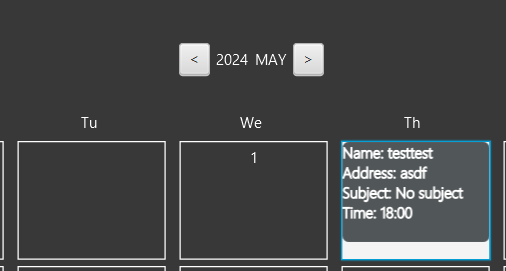 < 2024 MAY >
Tu We Th
1
Name: testtest
Address: asdf
Subject: No subject
Time: 18:00